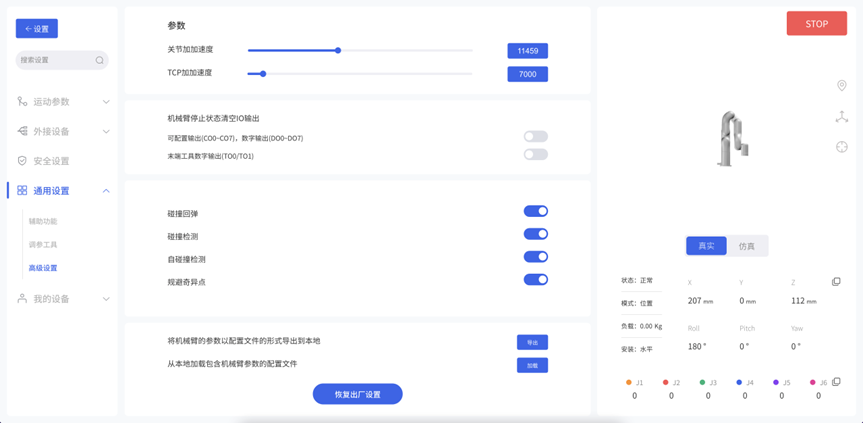 ← 设置
搜索设置
运动参数
外接设备
安全设置
通用设置
辅助功能
调参工具
高级设置
我的设备
参数
关节加加速度
11459
TCP加加速度
7000
机械臂停止状态清空IO输出
可配置输出(CO0-CO7)，数字输出(DO0-DO7)
末端工具数字输出(TO0/TO1)
碰撞回弹
碰撞检测
自碰撞检测
规避奇异点
将机械臂的参数以配置文件的形式导出到本地
导出
从本地加载包含机械臂参数的配置文件
加载
恢复出厂设置
STOP
真实 仿真
状态：正常
模式：位置
负载：0.00 Kg
安装：水平
X Y Z
207 mm 0 mm 112 mm
Roll Pitch Yaw
180 ° 0 ° 0 °
J1 J2 J3 J4 J5 J6
0 0 0 0 0 0